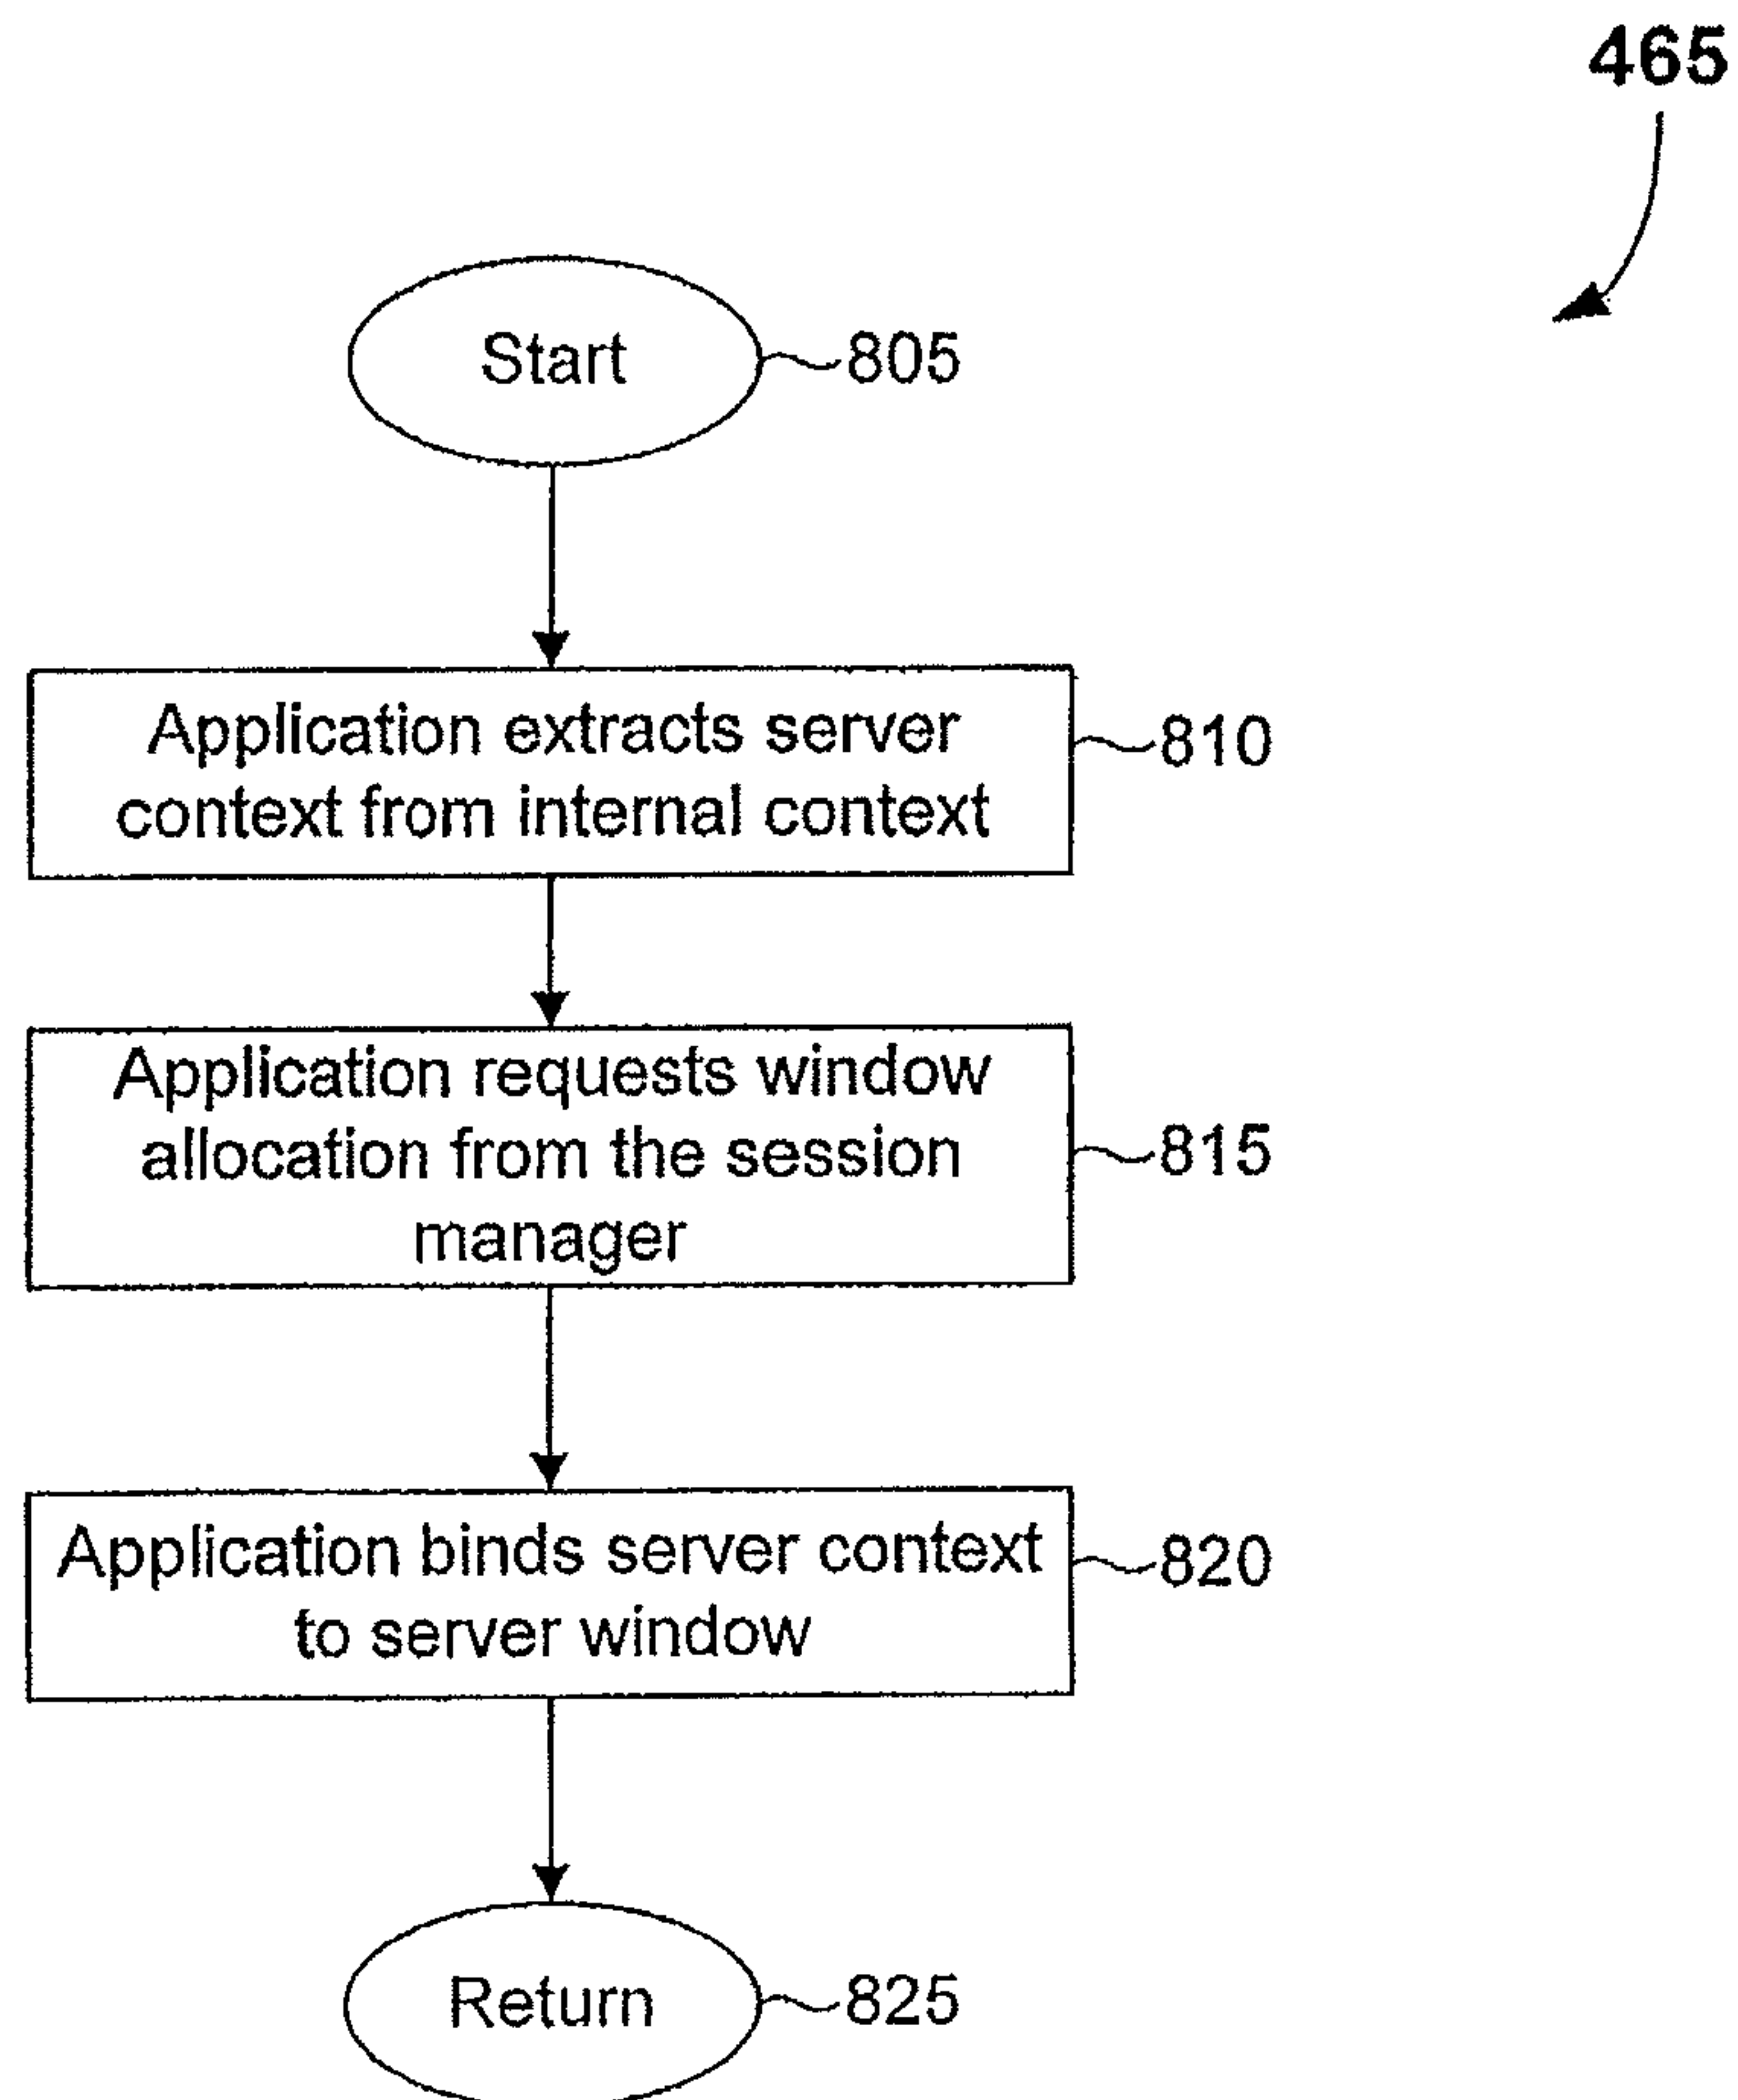 465
Start
805
Application extracts server
context from internal context
810
Application requests window
allocation from the session
manager
815
Application binds server context
to server window
820
Return
825